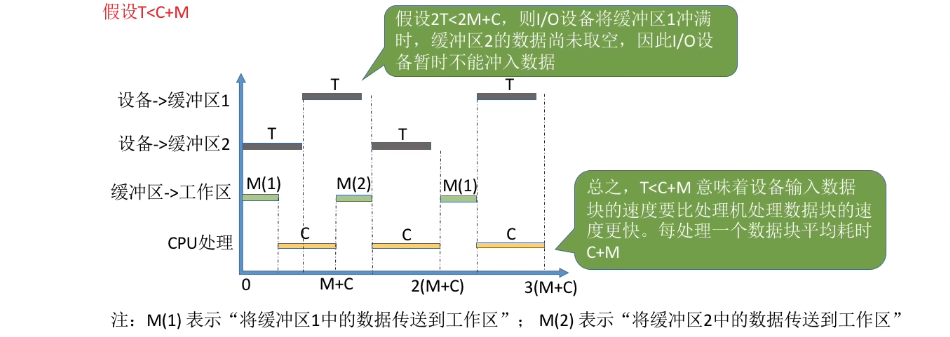 假设T<C+M
假设2T<2M+C，则I/O设备将缓冲区1冲满
时，缓冲区2的数据尚未取空，因此I/O设
备暂时不能冲入数据
设备->缓冲区1
T
T
设备->缓冲区2
T
T
缓冲区->工作区
M(1)
M(2)
M(1)
CPU处理
C
C
C
0
M+C
2(M+C)
3(M+C)
总之，T<C+M 意味着设备输入数据
块的速度要比处理机处理数据块的速
度更快。每处理一个数据块平均耗时
C+M
注：M(1) 表示“将缓冲区1中的数据传送到工作区”； M(2) 表示“将缓冲区2中的数据传送到工作区”